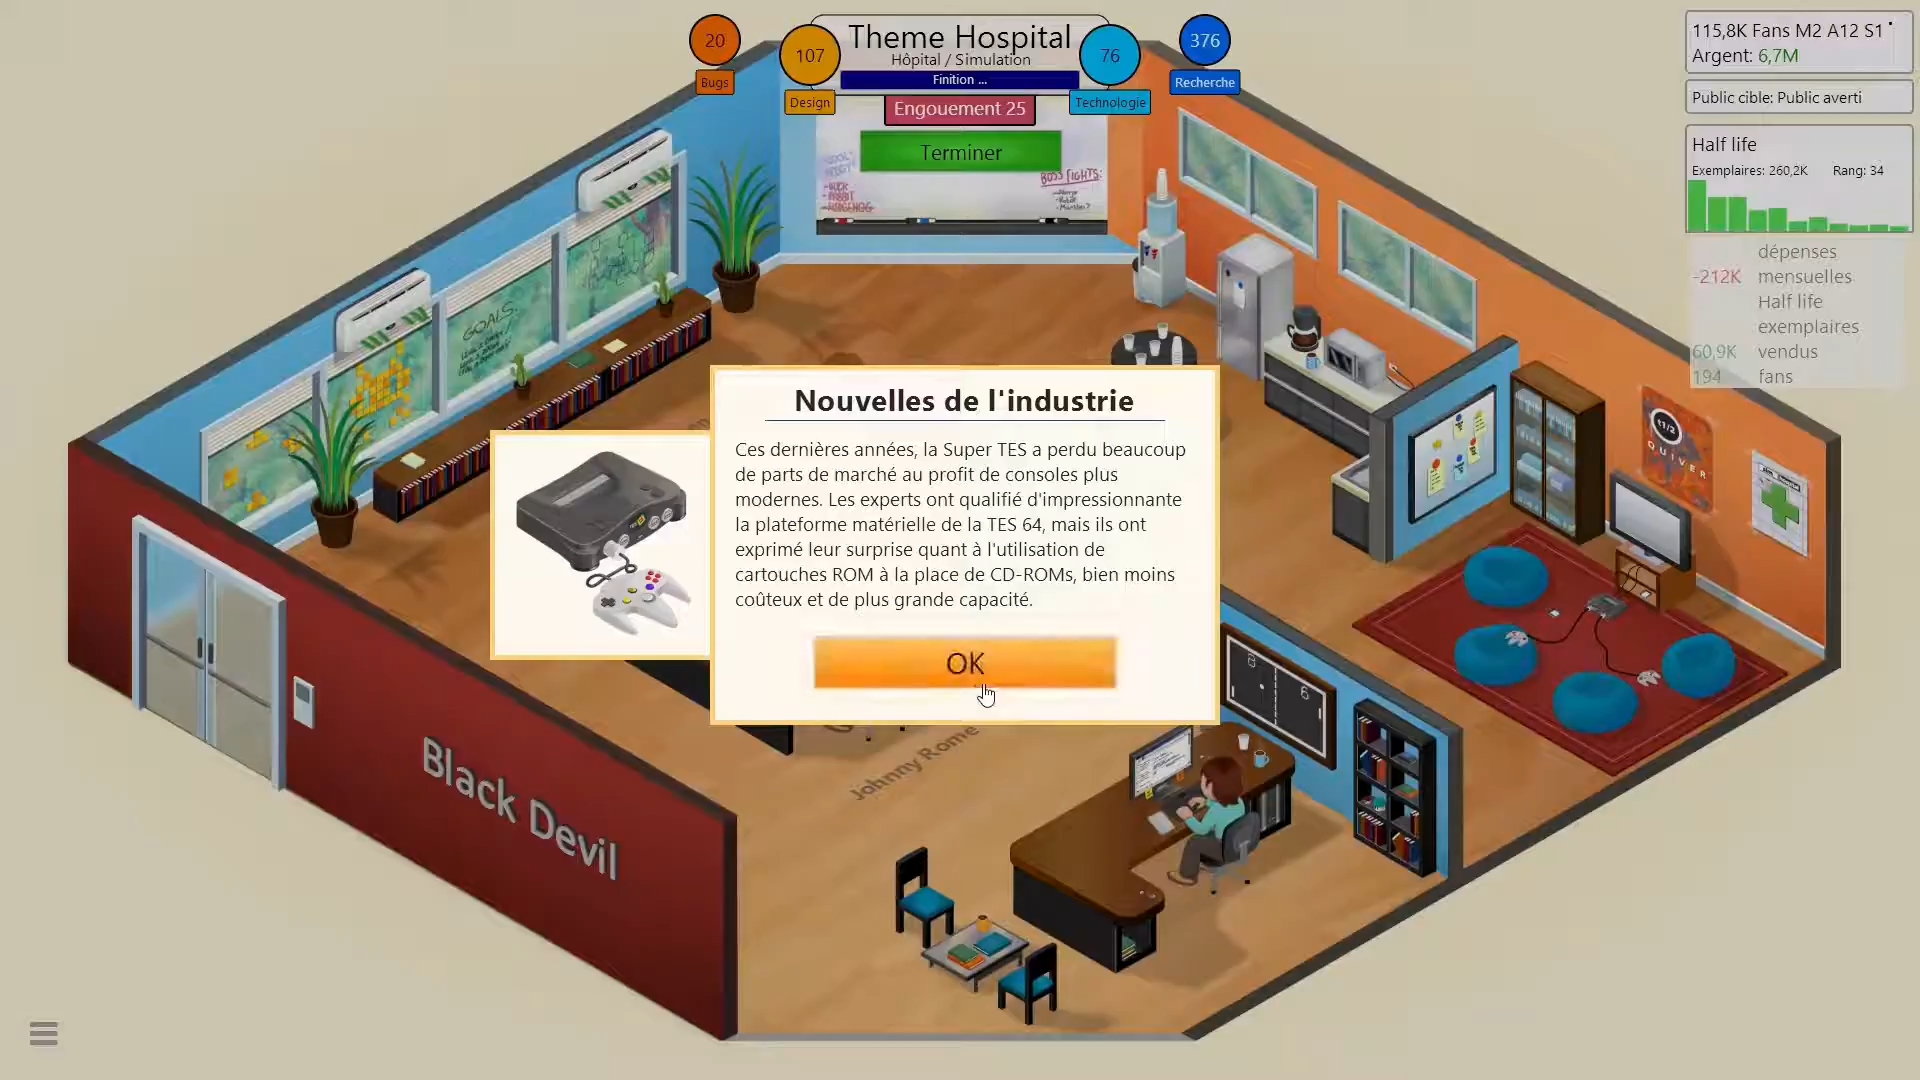 20
Bugs
107
Design
Theme Hospital
Hôpital / Simulation
Finition ...
Engouement 25
Terminer
76
Technologie
376
Recherche
115,8K Fans M2 A12 S1
Argent: 6,7M
Public cible: Public averti
Half life
Exemplaires: 260,2K Rang: 34
dépenses
-212K mensuelles
Half life
exemplaires
60,9K vendus
194 fans
BOSS FIGHTS:
GOALS
QUIVER
Nouvelles de l'industrie
Ces dernières années, la Super TES a perdu beaucoup
de parts de marché au profit de consoles plus
modernes. Les experts ont qualifié d'impressionnante
la plateforme matérielle de la TES 64, mais ils ont
exprimé leur surprise quant à l'utilisation de
cartouches ROM à la place de CD-ROMs, bien moins
coûteux et de plus grande capacité.
OK
6
Johnny Rome
Black Devil